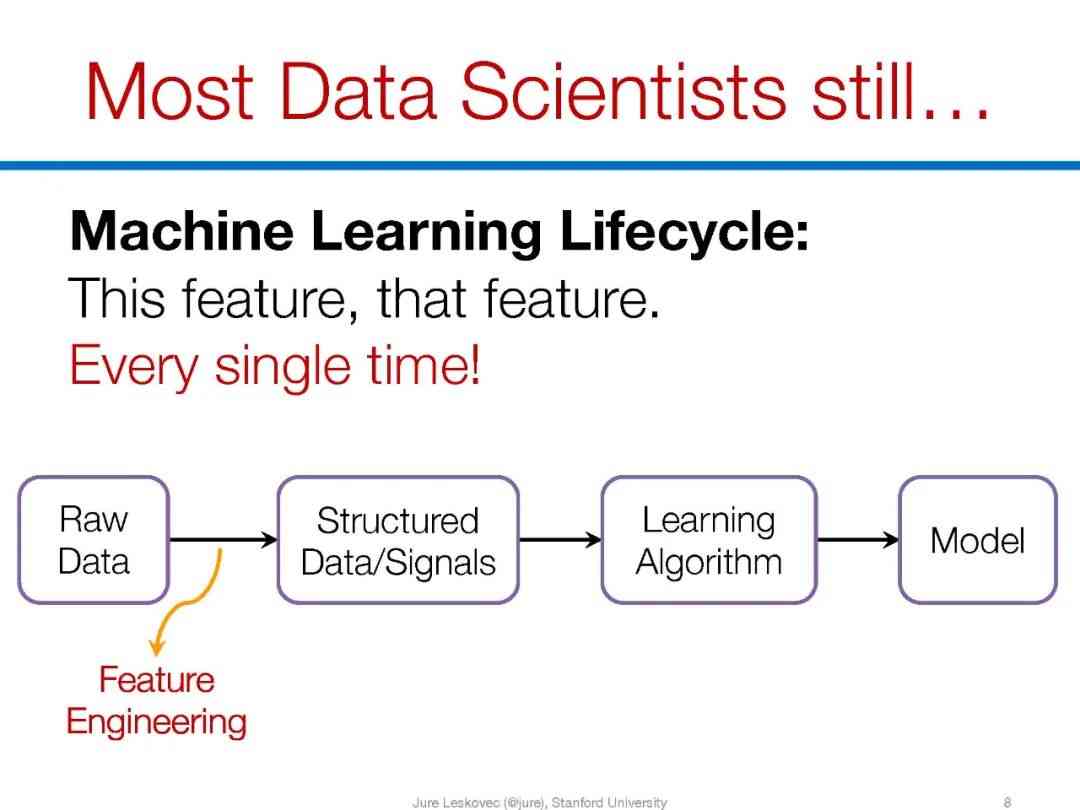 Most Data Scientists still…
Machine Learning Lifecycle:
This feature, that feature.
Every single time!
Raw
Data
Structured
Data/Signals
Learning
Algorithm
Model
Feature
Engineering
Jure Leskovec (@jure), Stanford University
8